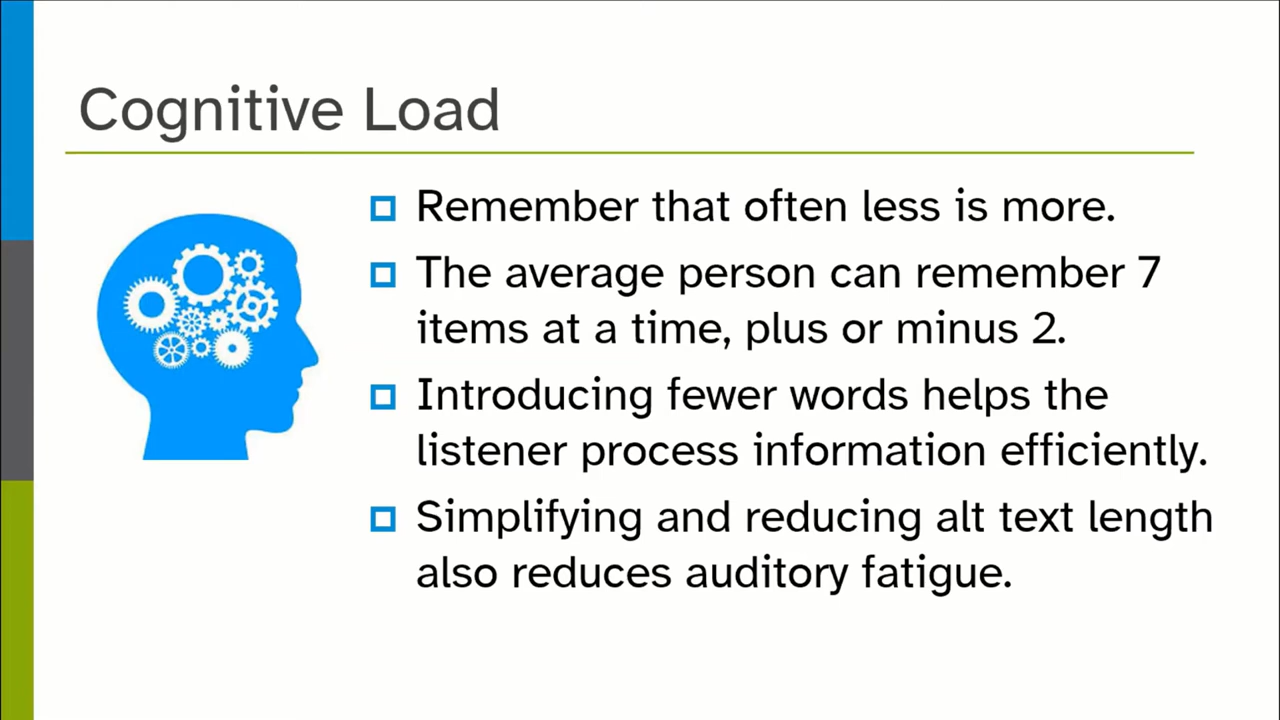 Cognitive Load
Remember that often less is more.
The average person can remember 7
items at a time, plus or minus 2.
Introducing fewer words helps the
listener process information efficiently.
Simplifying and reducing alt text length
also reduces auditory fatigue.